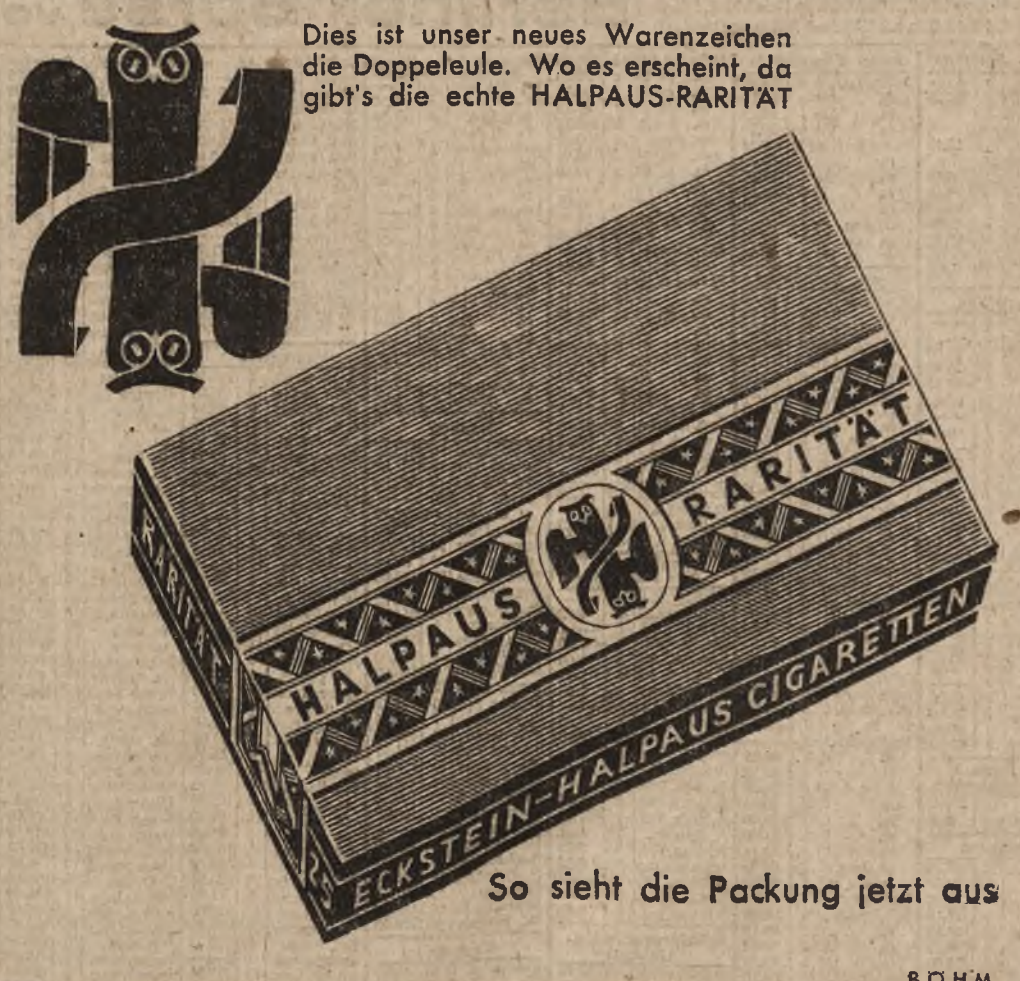 Dies ist unser neues Warenzeichen
die Doppeleule. Wo es erscheint, da
gibt's die echte HALPAUS-RARITÄT
HALPAUS RARITÄT
RARITÄT
25
ECKSTEIN-HALPAUS CIGARETTEN
So sieht die Packung jetzt aus
BÖHM